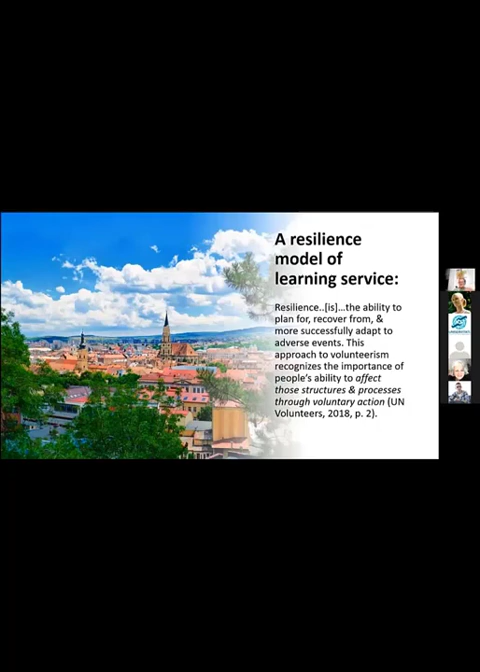 A resilience
model of
learning service:
Resilience..[is]...the ability to
plan for, recover from, &
more successfully adapt to
adverse events. This
approach to volunteerism
recognizes the importance of
people's ability to affect
those structures & processes
through voluntary action (UN
Volunteers, 2018, p. 2).